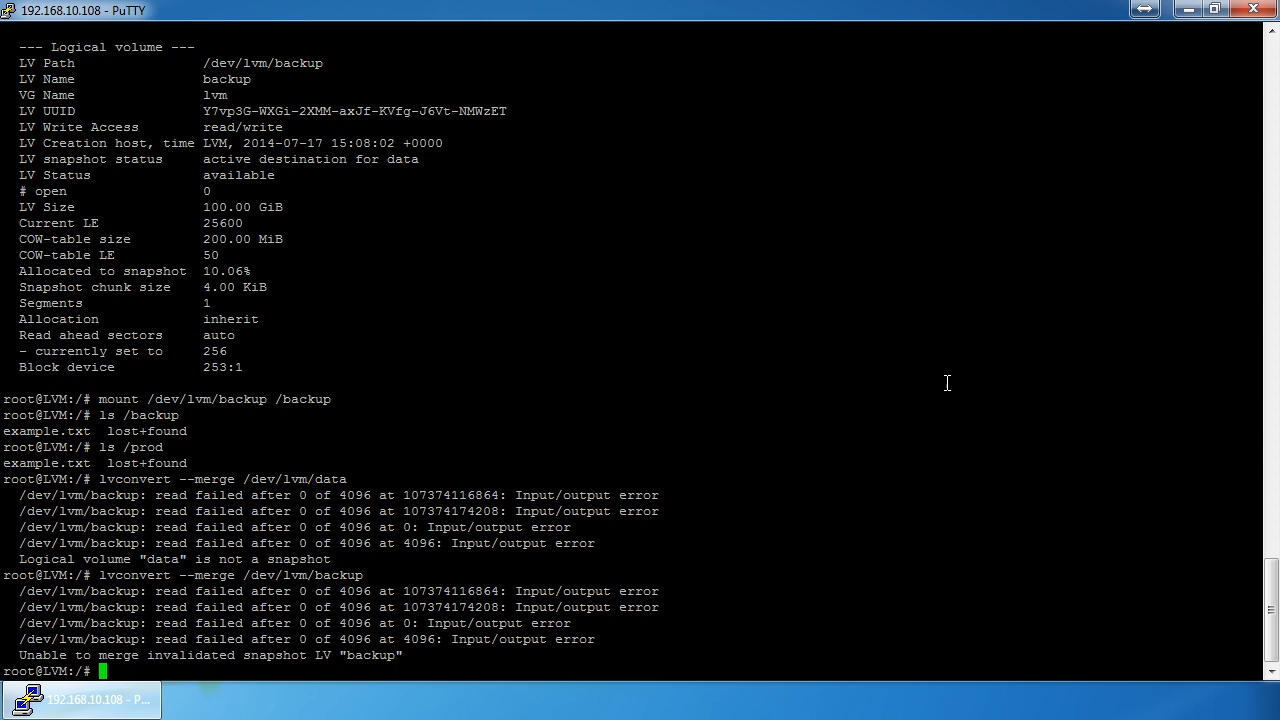 192.168.10.108 - PuTTY
--- Logical volume ---
LV Path                /dev/lvm/backup
LV Name                backup
VG Name                lvm
LV UUID                Y7vp3G-WXGi-2XMM-axJf-KVfg-J6Vt-NMWzET
LV Write Access        read/write
LV Creation host, time LVM, 2014-07-17 15:08:02 +0000
LV snapshot status     active destination for data
LV Status              available
# open                 0
LV Size                100.00 GiB
Current LE             25600
COW-table size         200.00 MiB
COW-table LE           50
Allocated to snapshot  10.06%
Snapshot chunk size    4.00 KiB
Segments               1
Allocation             inherit
Read ahead sectors     auto
- currently set to     256
Block device           253:1
root@LVM:/# mount /dev/lvm/backup /backup
root@LVM:/# ls /backup
example.txt  lost+found
root@LVM:/# ls /prod
example.txt  lost+found
root@LVM:/# lvconvert --merge /dev/lvm/data
/dev/lvm/backup: read failed after 0 of 4096 at 107374116864: Input/output error
/dev/lvm/backup: read failed after 0 of 4096 at 107374174208: Input/output error
/dev/lvm/backup: read failed after 0 of 4096 at 0: Input/output error
/dev/lvm/backup: read failed after 0 of 4096 at 4096: Input/output error
Logical volume "data" is not a snapshot
root@LVM:/# lvconvert --merge /dev/lvm/backup
/dev/lvm/backup: read failed after 0 of 4096 at 107374116864: Input/output error
/dev/lvm/backup: read failed after 0 of 4096 at 107374174208: Input/output error
/dev/lvm/backup: read failed after 0 of 4096 at 0: Input/output error
/dev/lvm/backup: read failed after 0 of 4096 at 4096: Input/output error
Unable to merge invalidated snapshot LV "backup"
root@LVM:/#
192.168.10.108 - P...